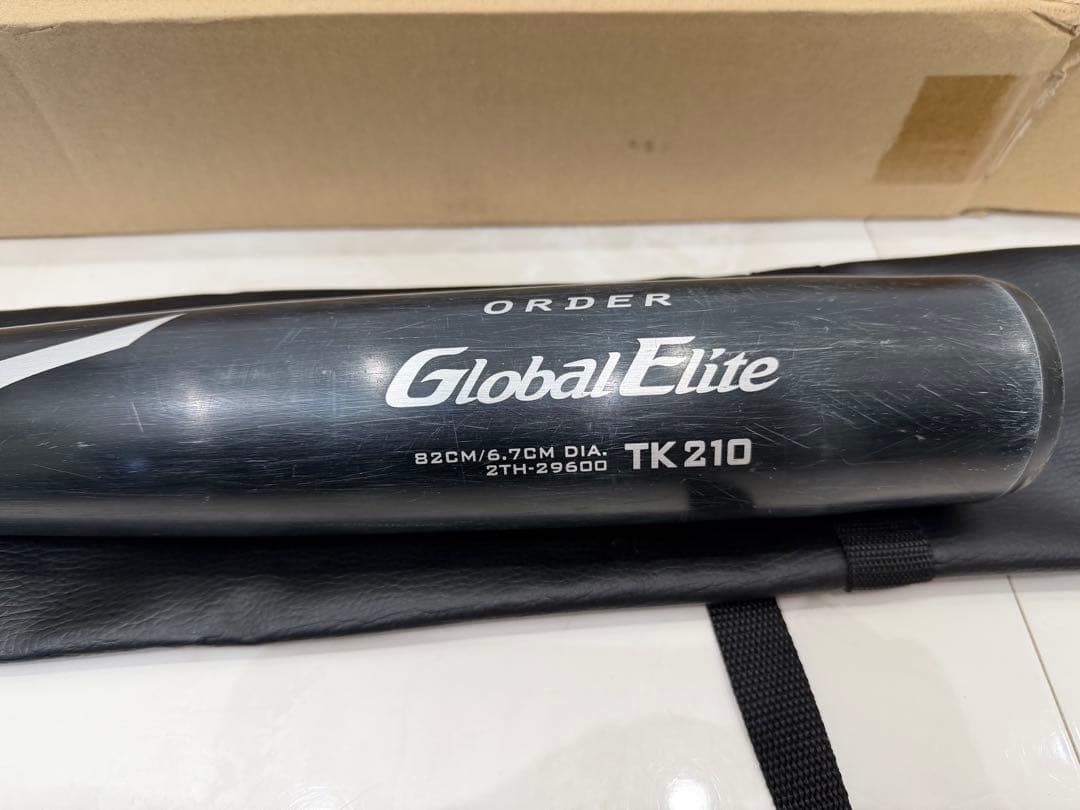 ORDER
Global Elite
82CM/6.7CM DIA.
2TH-29600
TK210